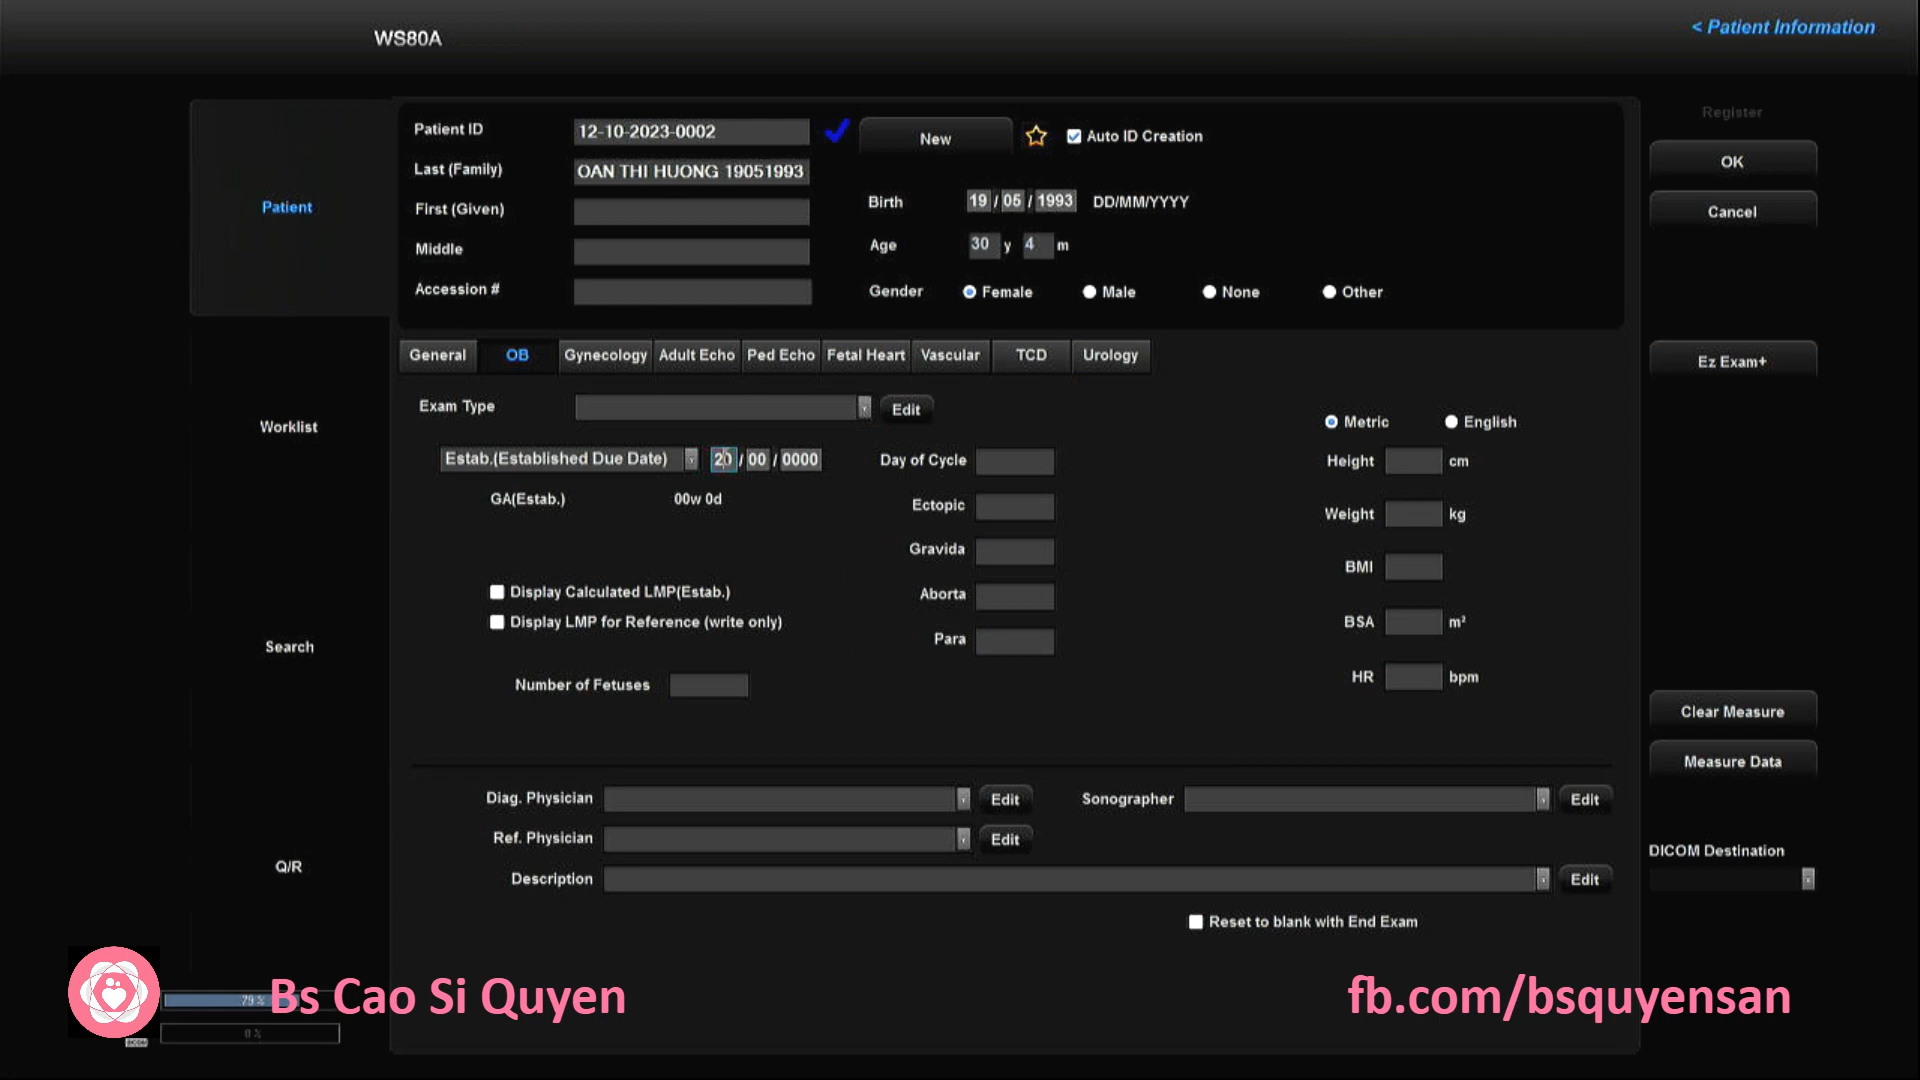 WS80A
< Patient Information
Patient
Worklist
Search
Q/R
Patient ID 12-10-2023-0002 New Auto ID Creation
Last (Family) OAN THI HUONG 19051993
First (Given)
Middle
Accession #
Birth 19 / 05 / 1993 DD/MM/YYYY
Age 30 y 4 m
Gender Female Male None Other
General OB Gynecology Adult Echo Ped Echo Fetal Heart Vascular TCD Urology
Exam Type Edit
Estab.(Established Due Date) 20 / 00 / 0000
GA(Estab.) 00w 0d
Display Calculated LMP(Estab.)
Display LMP for Reference (write only)
Number of Fetuses
Day of Cycle
Ectopic
Gravida
Aborta
Para
Metric English
Height cm
Weight kg
BMI
BSA m²
HR bpm
Diag. Physician Edit Sonographer Edit
Ref. Physician Edit
Description Edit
Reset to blank with End Exam
Register
OK
Cancel
Ez Exam+
Clear Measure
Measure Data
DICOM Destination
79 %
0 %
Bs Cao Si Quyen
fb.com/bsquyensan